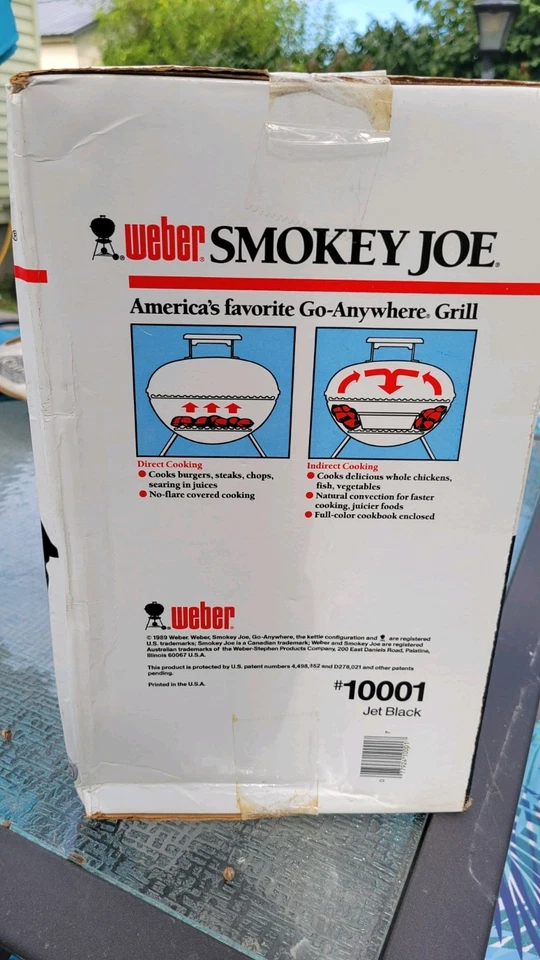 weber® SMOKEY JOE®
America's favorite Go-Anywhere® Grill
Direct Cooking
● Cooks burgers, steaks, chops,
searing in juices
● No-flare covered cooking
Indirect Cooking
● Cooks delicious whole chickens,
fish, vegetables
● Natural convection for faster
cooking, juicier foods
● Full-color cookbook enclosed
weber®
© 1989 Weber. Weber, Smokey Joe, Go-Anywhere, the kettle configuration and are registered
U.S. trademarks; Smokey Joe is a Canadian trademark; Weber and Smokey Joe are registered
Australian trademarks of the Weber-Stephen Products Company, 200 East Daniels Road, Palatine,
Illinois 60067 U.S.A.
This product is protected by U.S. patent numbers and D278,021 and other patents
pending.
Printed in the U.S.A.
#10001
Jet Black